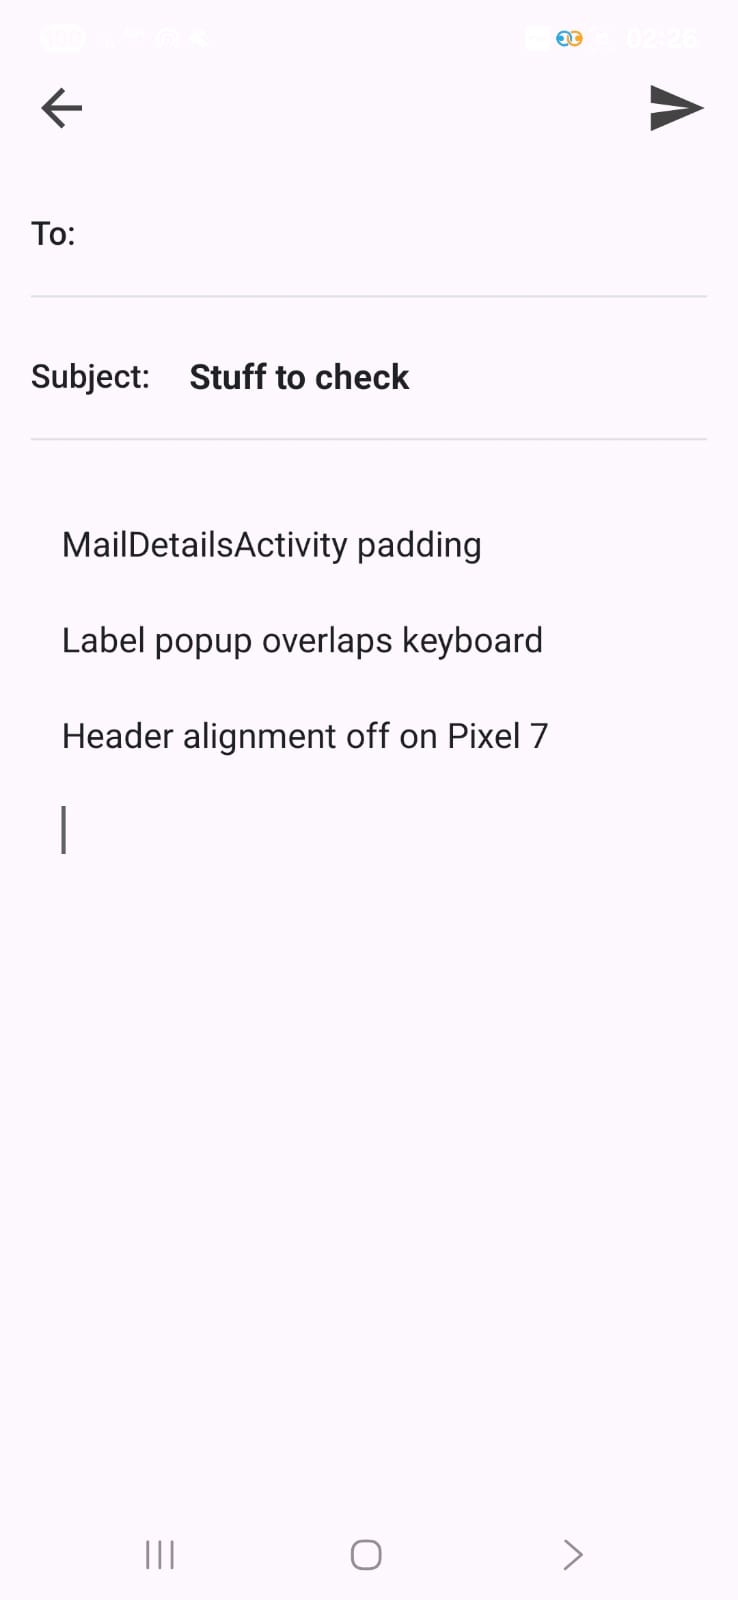 To:
Subject: Stuff to check
MailDetailsActivity padding
Label popup overlaps keyboard
Header alignment off on Pixel 7